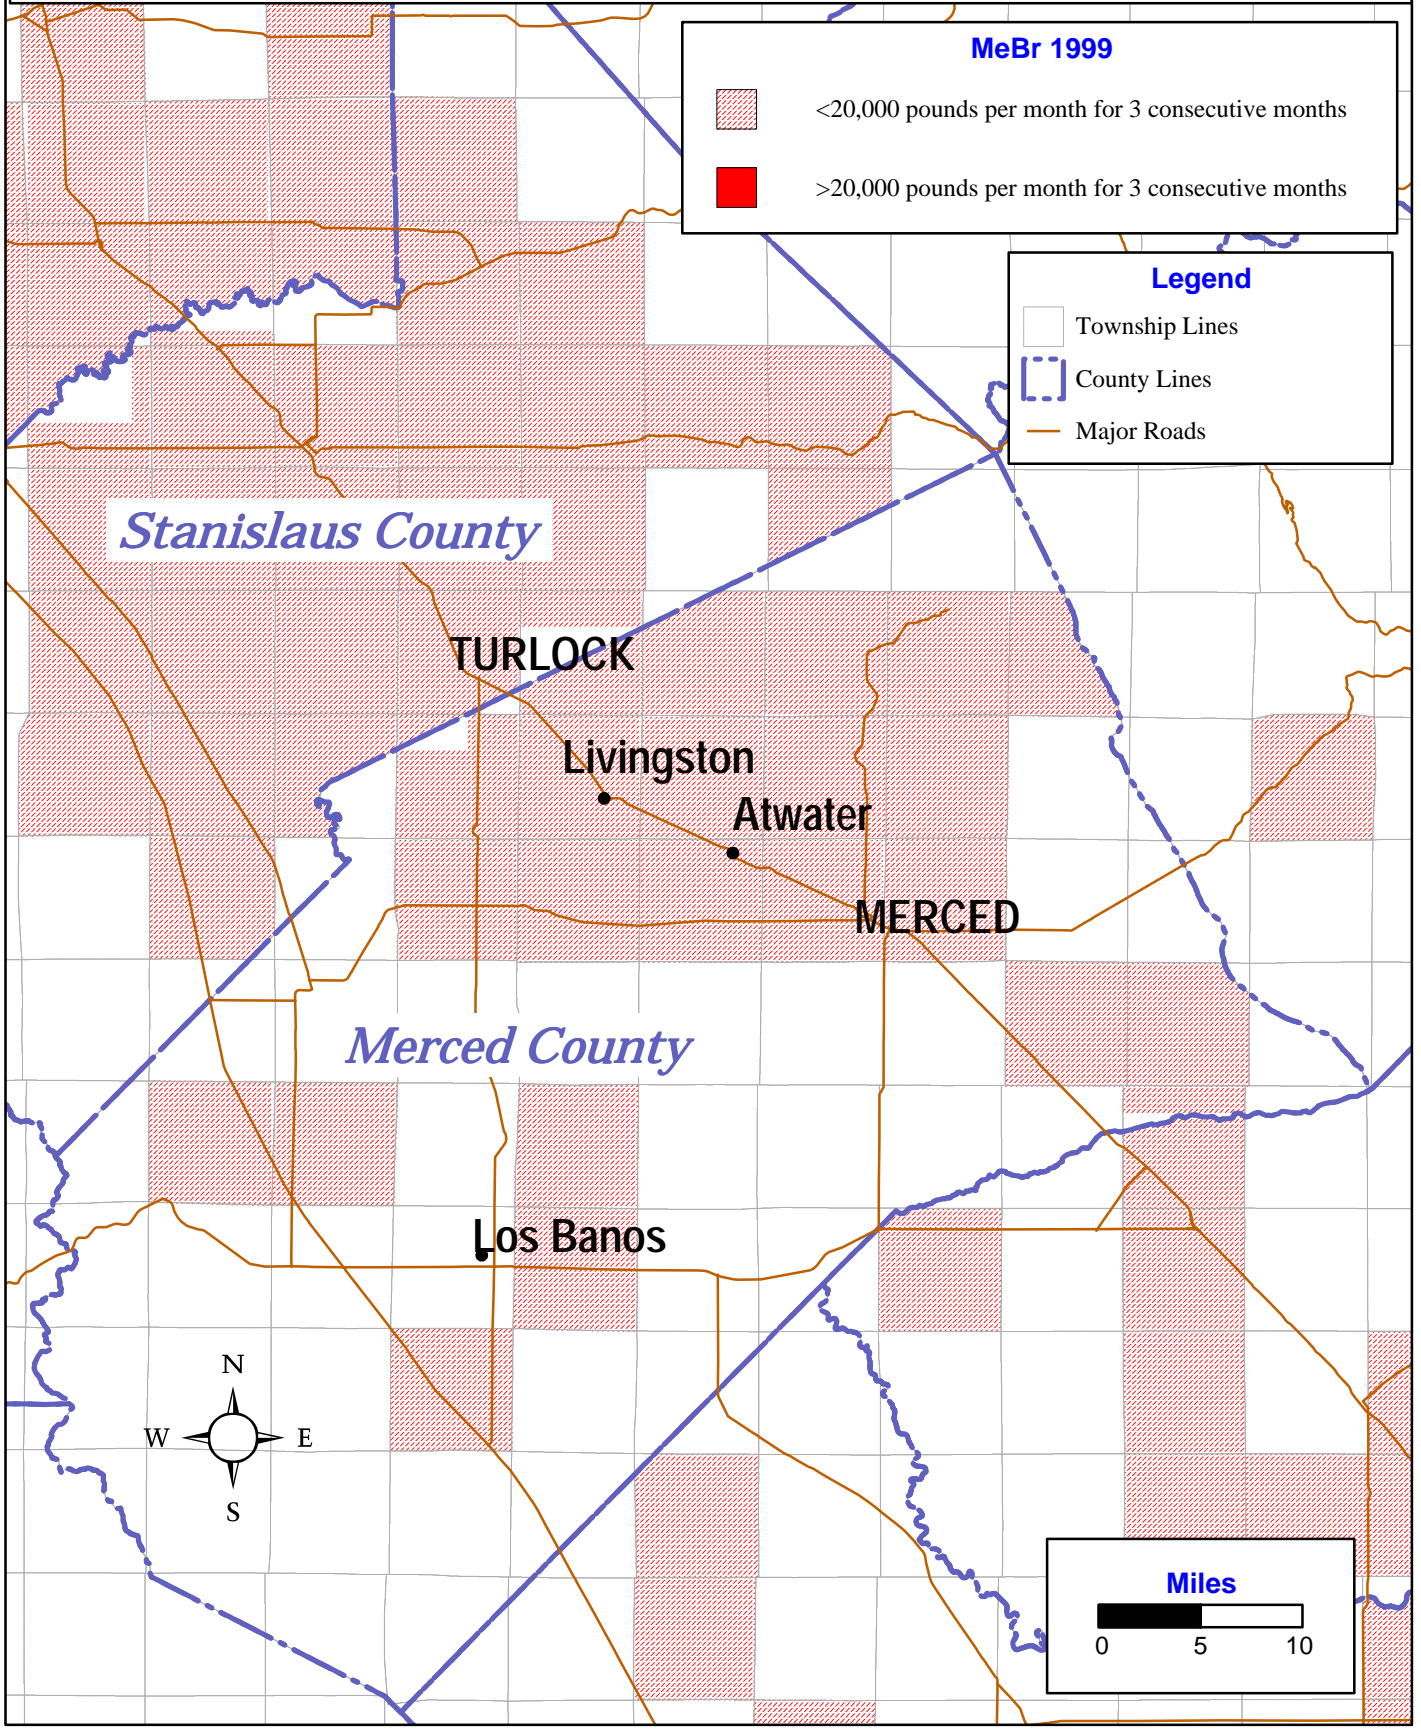 MeBr 1999
<20,000 pounds per month for 3 consecutive months
>20,000 pounds per month for 3 consecutive months
Legend
Township Lines
County Lines
Major Roads
Stanislaus County
TURLOCK
Livingston
Atwater
MERCED
Merced County
Los Banos
N
W E
S
Miles
0 5 10